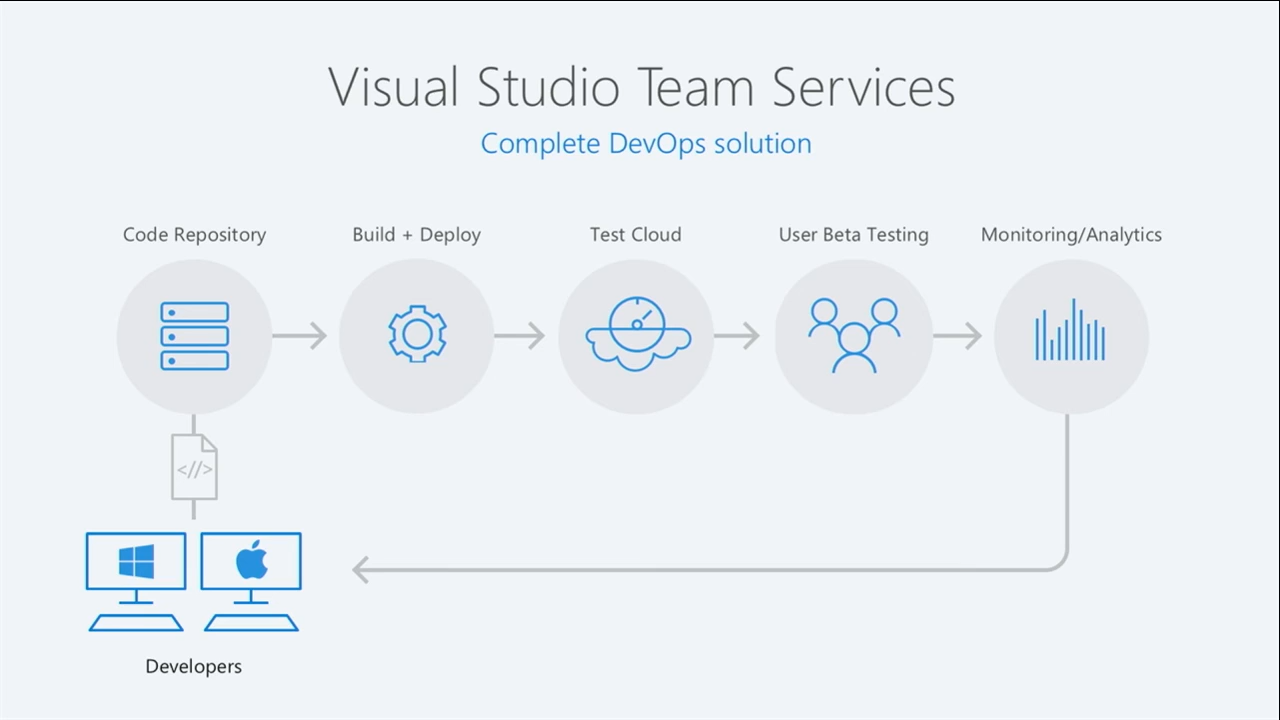 Visual Studio Team Services
Complete DevOps solution
Code Repository
Build + Deploy
Test Cloud
User Beta Testing
Monitoring/Analytics
<//>
Developers